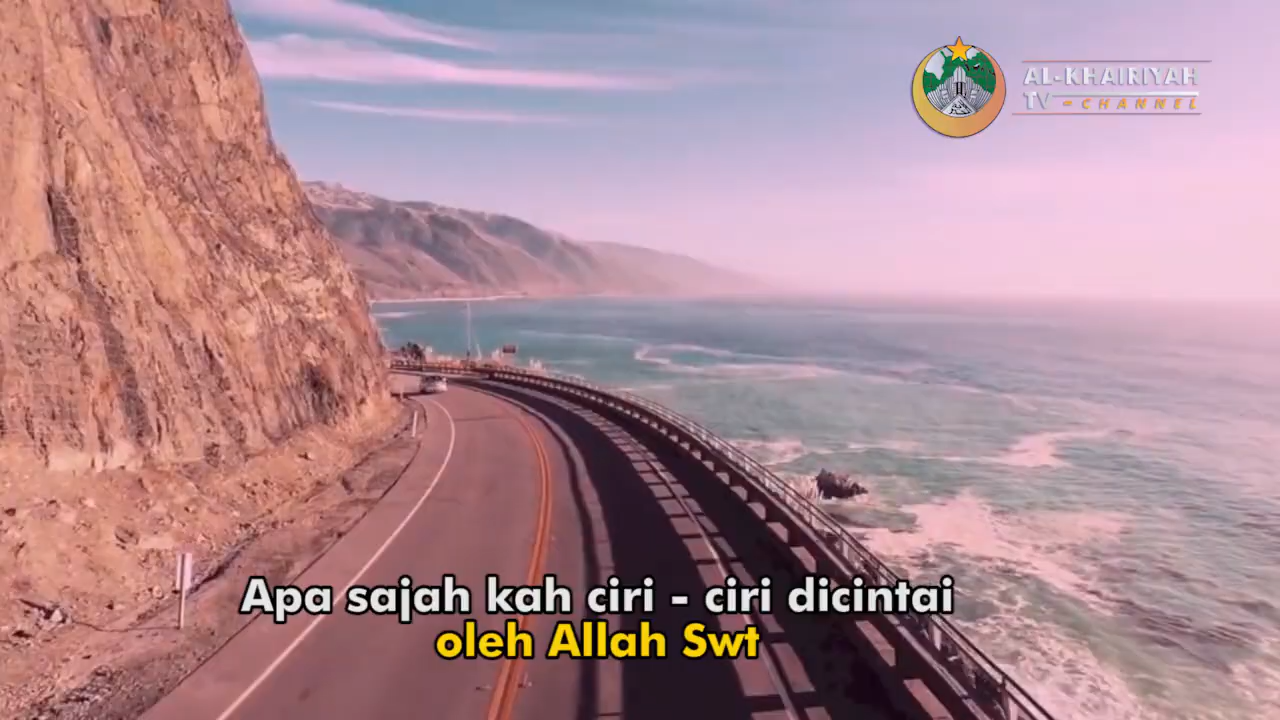 AL-KHAIRIYAH
TV - CHANNEL
Apa sajah kah ciri - ciri dicintai
oleh Allah Swt